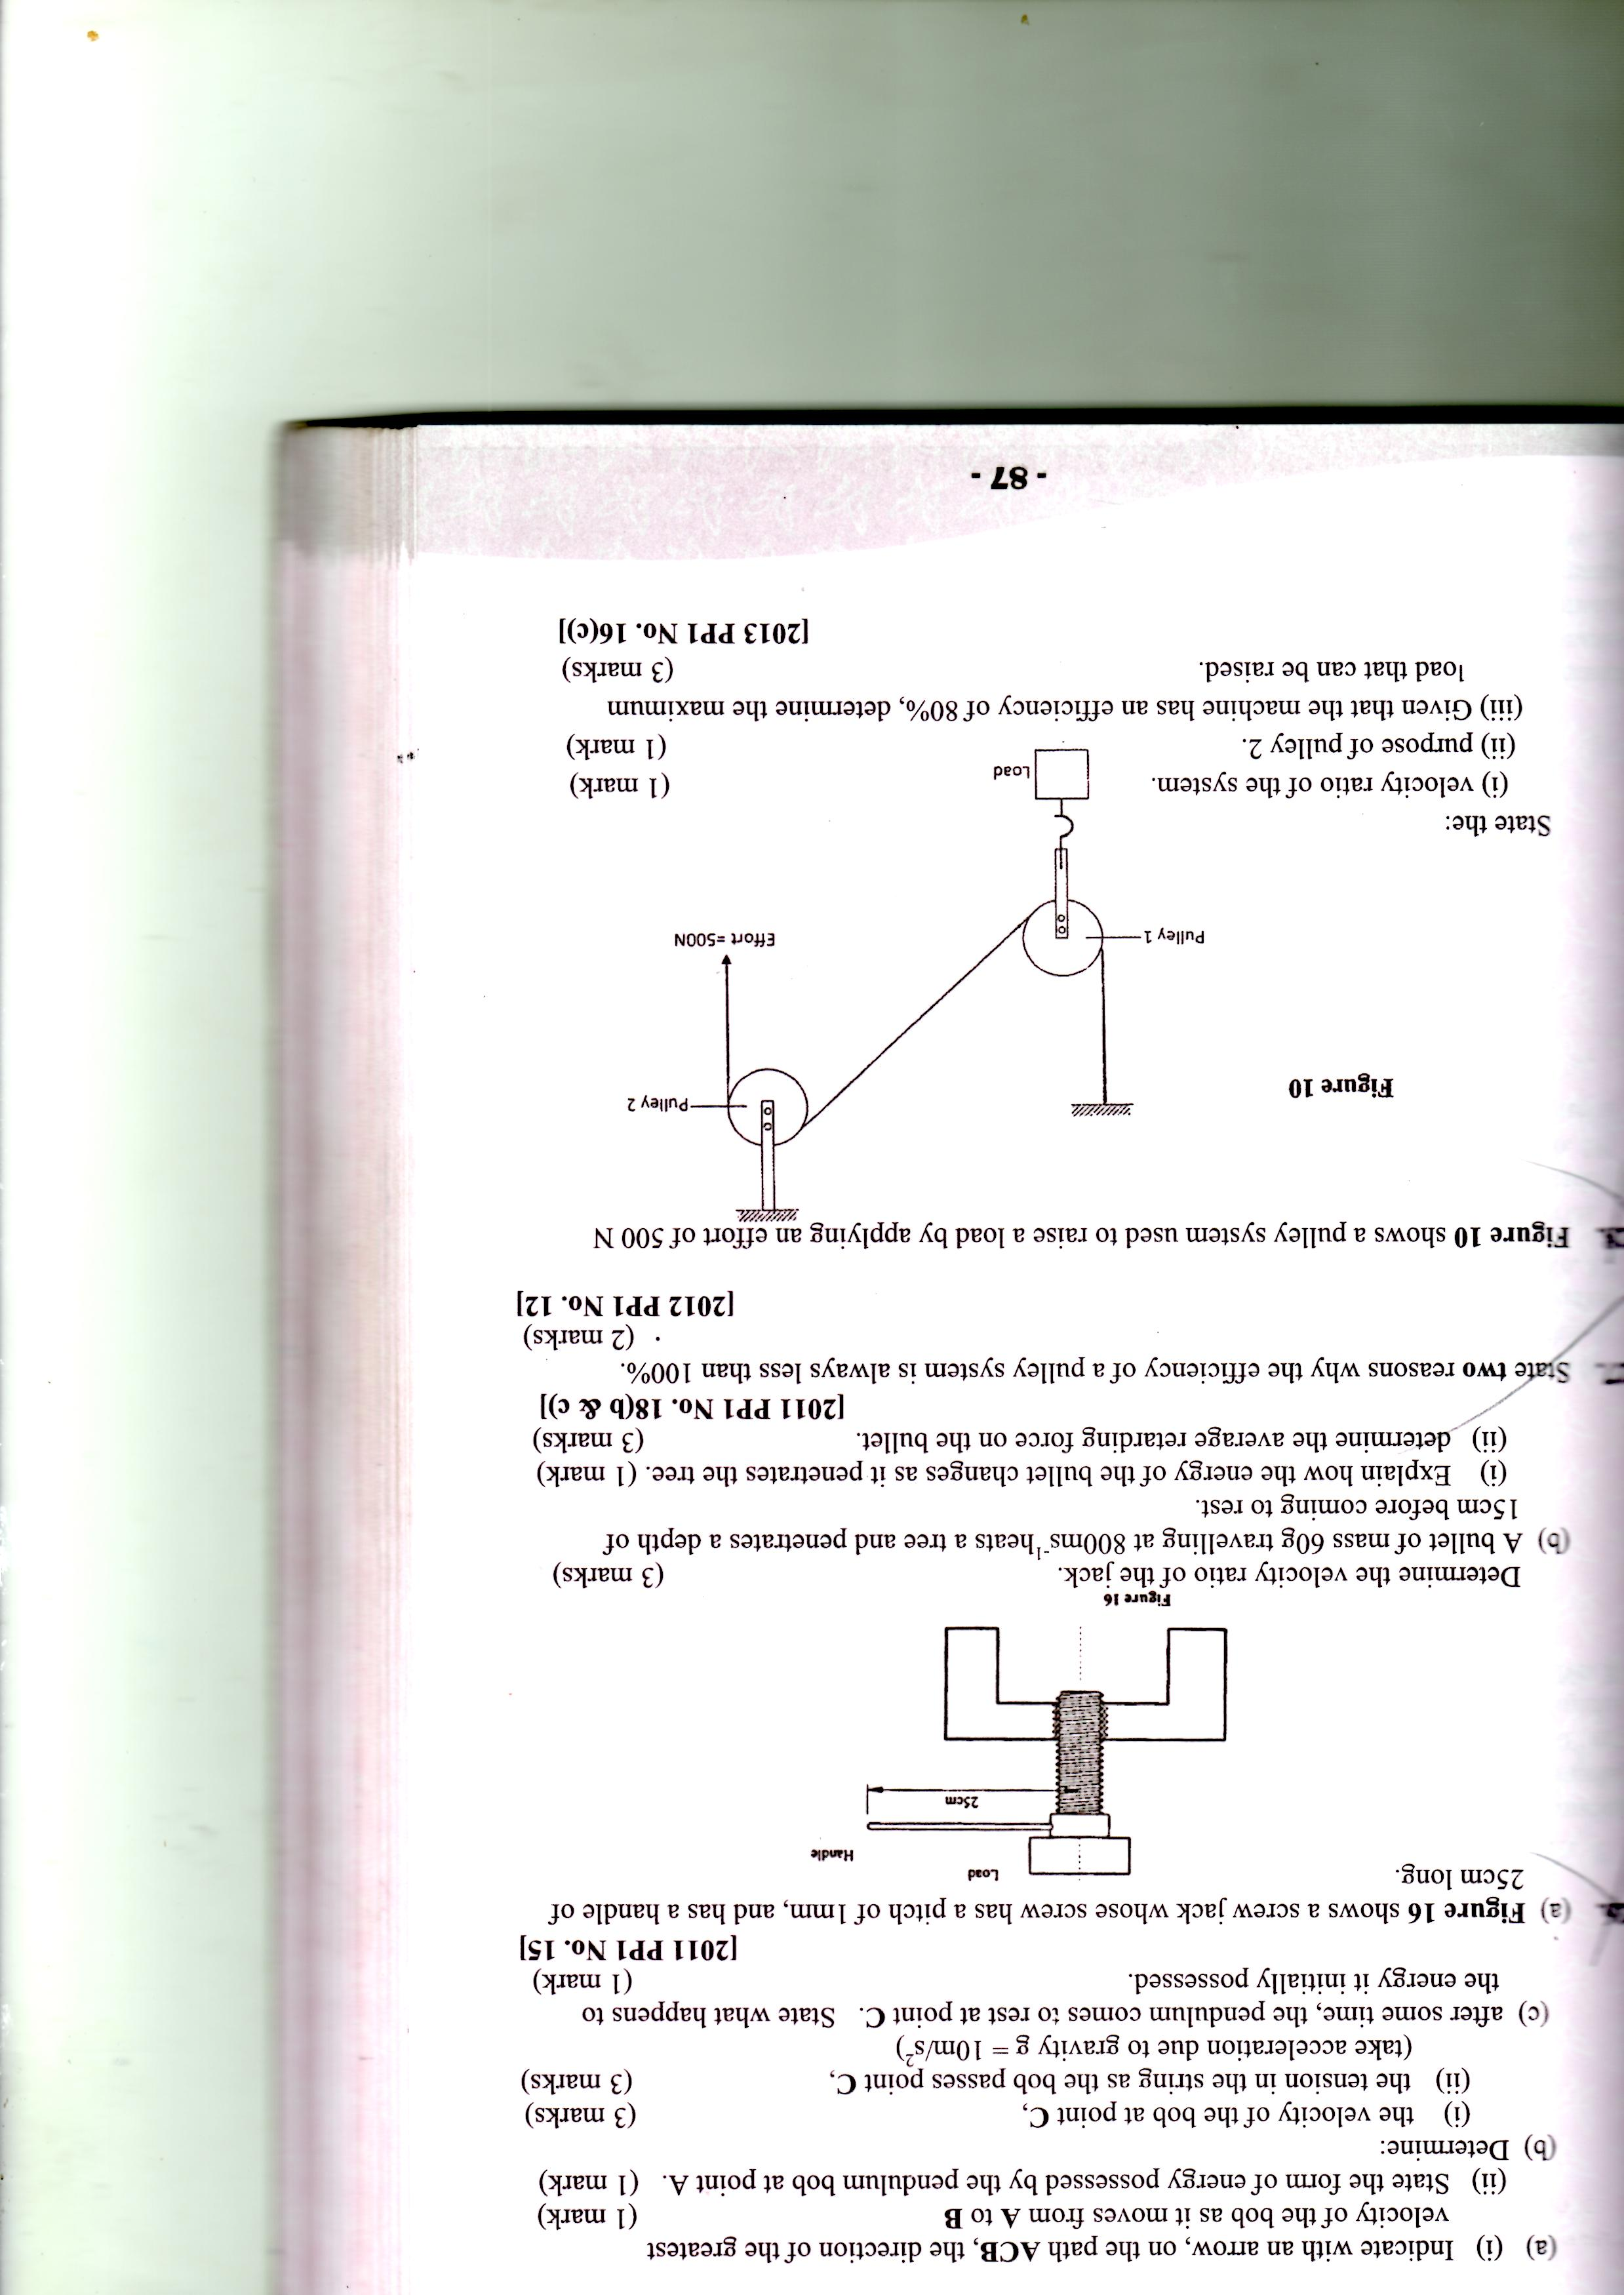 (a) (i) Indicate with an arrow, on the path ACB, the direction of the greatest
velocity of the bob as it moves from A to B (1 mark)
(ii) State the form of energy possessed by the pendulum bob at point A. (1 mark)
(b) Determine:
(i) the velocity of the bob at point C, (3 marks)
(ii) the tension in the string as the bob passes point C, (3 marks)
(take acceleration due to gravity g = 10m/s²)
(c) after some time, the pendulum comes to rest at point C. State what happens to
the energy it initially possessed. (1 mark)
[2011 PP1 No. 15]
(a) Figure 16 shows a screw jack whose screw has a pitch of 1mm, and has a handle of
25cm long.
Load
Handle
25cm
Figure 16
Determine the velocity ratio of the jack. (3 marks)
(b) A bullet of mass 60g travelling at 800ms⁻¹ heats a tree and penetrates a depth of
15cm before coming to rest.
(i) Explain how the energy of the bullet changes as it penetrates the tree. (1 mark)
(ii) determine the average retarding force on the bullet. (3 marks)
[2011 PP1 No. 18(b & c)]
State two reasons why the efficiency of a pulley system is always less than 100%.
(2 marks)
[2012 PP1 No. 12]
Figure 10 shows a pulley system used to raise a load by applying an effort of 500 N
Figure 10
Pulley 2
Pulley 1
Effort =500N
Load
State the:
(i) velocity ratio of the system. (1 mark)
(ii) purpose of pulley 2. (1 mark)
(iii) Given that the machine has an efficiency of 80%, determine the maximum
load that can be raised. (3 marks)
[2013 PP1 No. 16(c)]
- 87 -